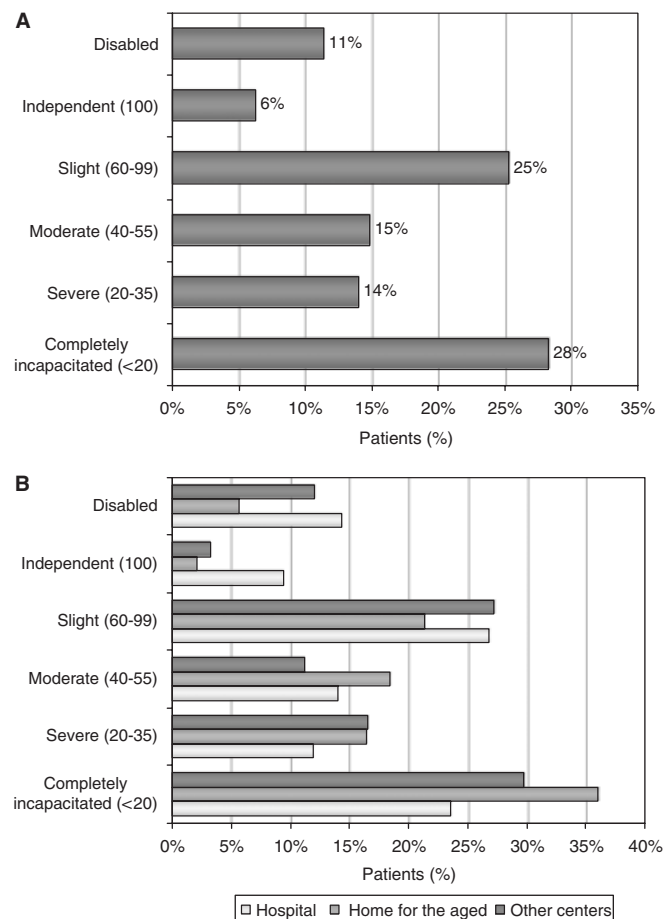 A
Disabled
11%
Independent (100)
6%
Slight (60-99)
25%
Moderate (40-55)
15%
Severe (20-35)
14%
Completely
incapacitated (<20)
28%
0% 5% 10% 15% 20% 25% 30% 35%
Patients (%)
B
Disabled
Independent (100)
Slight (60-99)
Moderate (40-55)
Severe (20-35)
Completely
incapacitated (<20)
0% 5% 10% 15% 20% 25% 30% 35% 40%
Patients (%)
Hospital Home for the aged Other centers